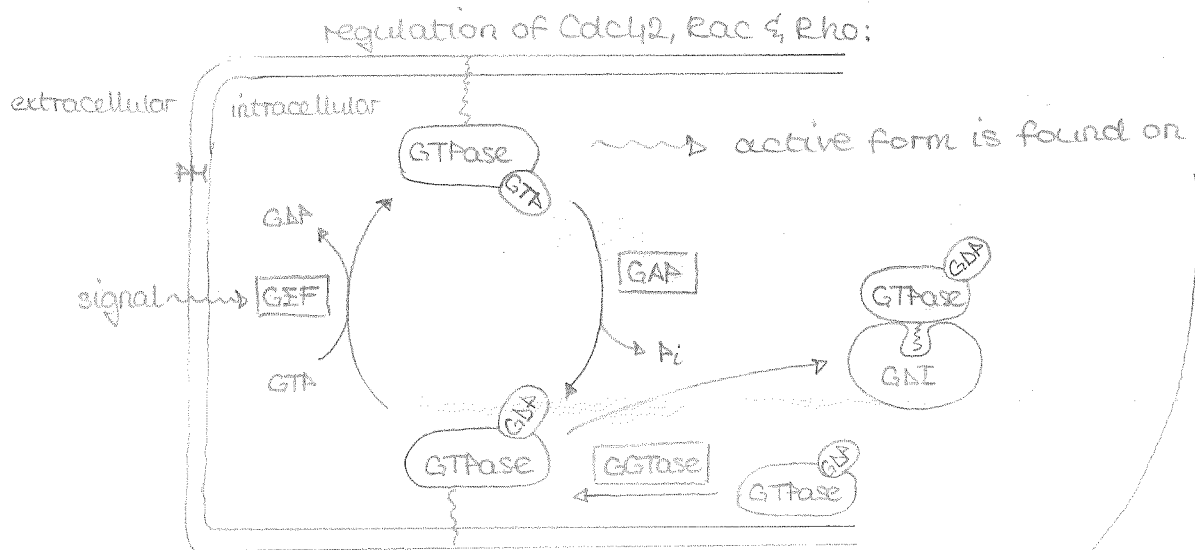 regulation of Cdc42, Rac & Rho:
extracellular
intracellular
GTPase
GTP
active form is found on
PM
GDP
GAP
GDP
signal
GEF
GTPase
Pi
GTP
GDI
GDP
GTPase
GGTase
GDP
GTPase